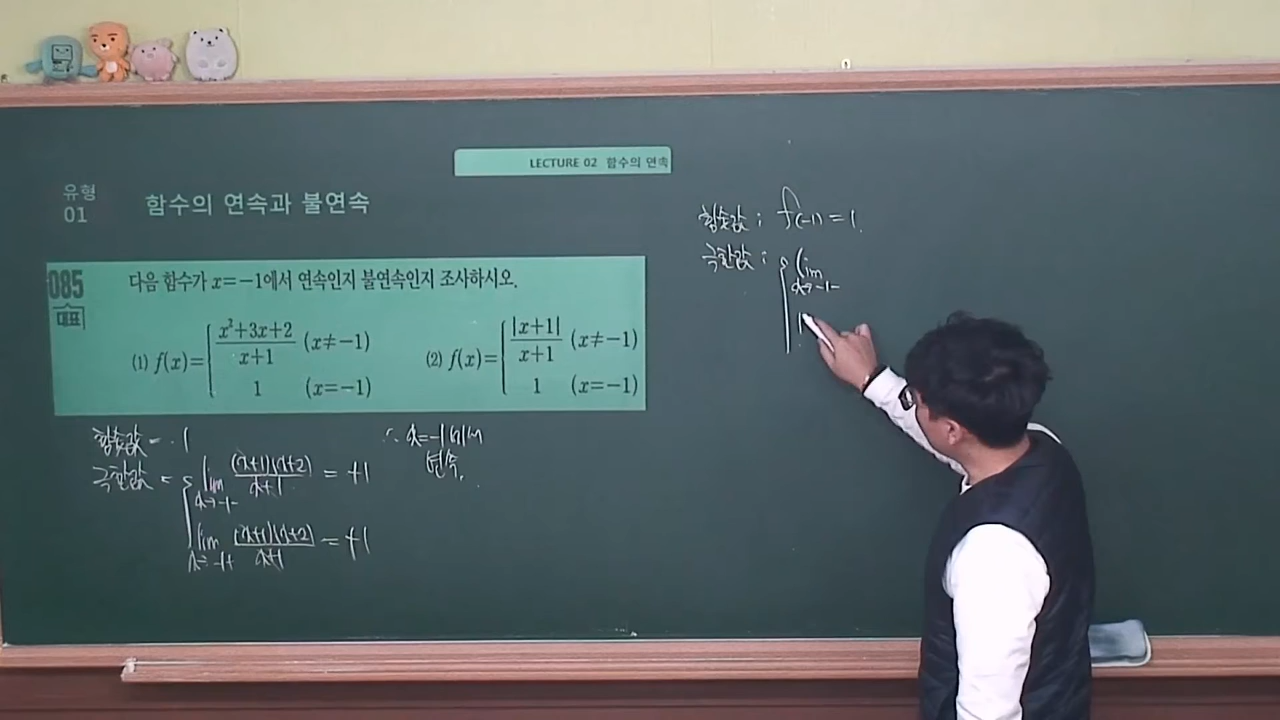 LECTURE 02 함수의 연속
유형
01
함수의 연속과 불연속
085
대표
다음 함수가 x=−1에서 연속인지 불연속인지 조사하시오.
(1) f(x)={ (x²+3x+2)/(x+1) (x≠−1)
1 (x=−1)
(2) f(x)={ |x+1|/(x+1) (x≠−1)
1 (x=−1)
함숫값 = 1
극한값 = { lim x→-1- (x+1)(x+2)/(x+1) = +1
lim x→-1+ (x+1)(x+2)/(x+1) = +1
∴ x=-1에서
연속.
함숫값 ; f(-1)=1.
극한값 ; { lim
x→-1-